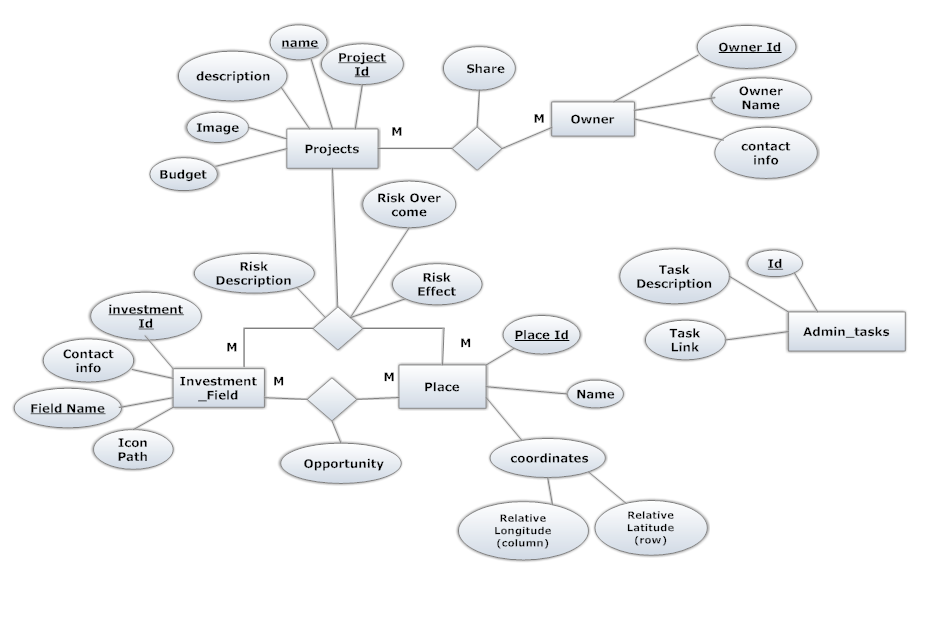 name
Project
Id
description
Image
Budget
Projects
M
Share
M
Owner
Owner Id
Owner
Name
contact
info
Risk Over
come
Risk
Description
Risk
Effect
Task
Description
Id
Task
Link
Admin_tasks
investment
Id
Contact
info
Field Name
Icon
Path
Investment
_Field
M
M
M
M
Opportunity
Place
Place Id
Name
coordinates
Relative
Longitude
(column)
Relative
Latitude
(row)